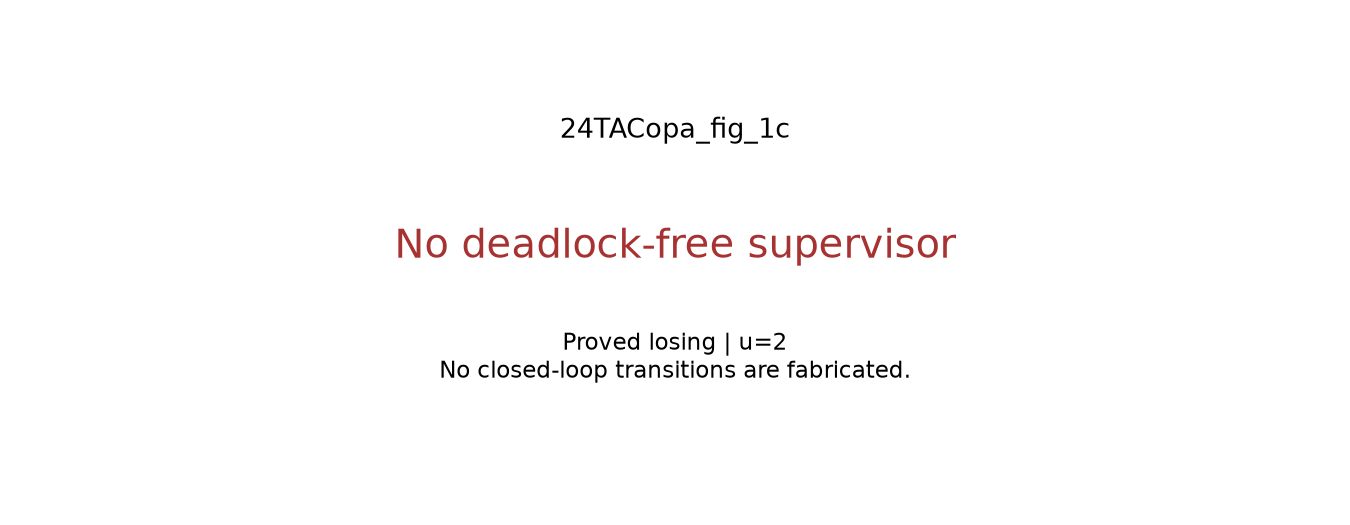 24TACopa_fig_1c
No deadlock-free supervisor
Proved losing | u=2
No closed-loop transitions are fabricated.